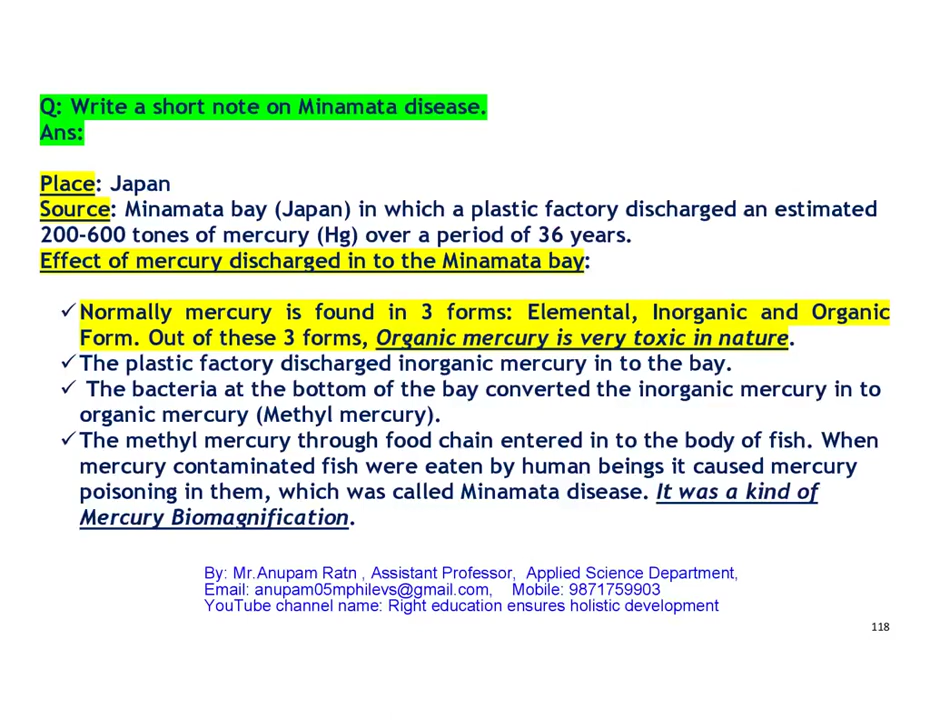 Q: Write a short note on Minamata disease.
Ans:
Place: Japan
Source: Minamata bay (Japan) in which a plastic factory discharged an estimated
200-600 tones of mercury (Hg) over a period of 36 years.
Effect of mercury discharged in to the Minamata bay:
✓Normally mercury is found in 3 forms: Elemental, Inorganic and Organic
Form. Out of these 3 forms, Organic mercury is very toxic in nature.
✓The plastic factory discharged inorganic mercury in to the bay.
✓ The bacteria at the bottom of the bay converted the inorganic mercury in to
organic mercury (Methyl mercury).
✓The methyl mercury through food chain entered in to the body of fish. When
mercury contaminated fish were eaten by human beings it caused mercury
poisoning in them, which was called Minamata disease. It was a kind of
Mercury Biomagnification.
By: Mr.Anupam Ratn , Assistant Professor, Applied Science Department,
Email: anupam05mphilevs@gmail.com, Mobile: 9871759903
YouTube channel name: Right education ensures holistic development
118